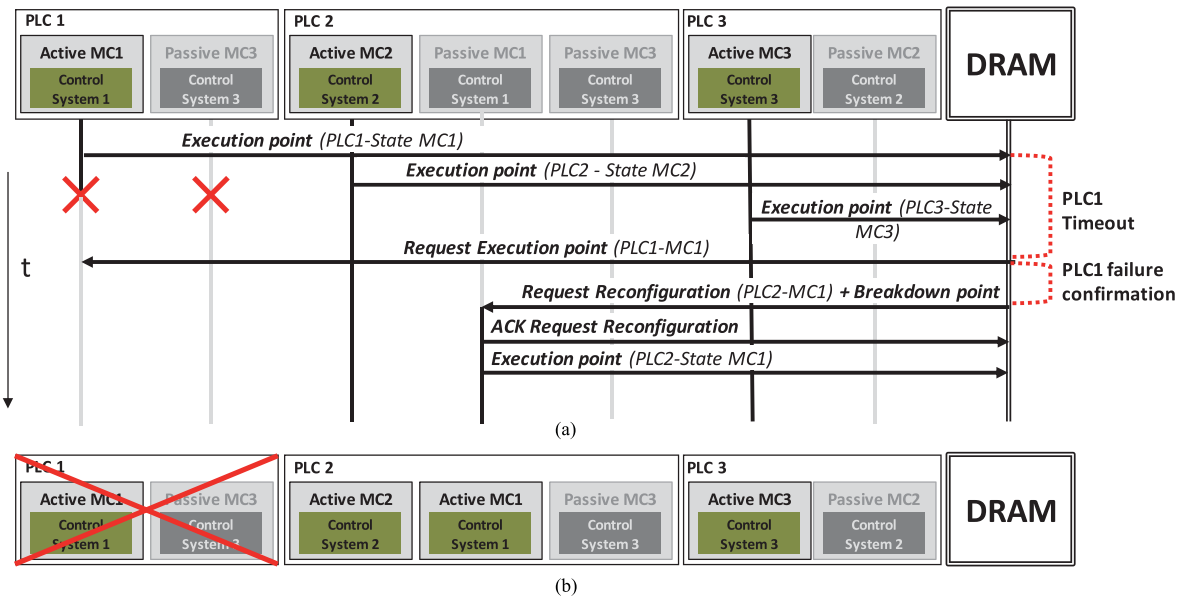 PLC 1
PLC 2
PLC 3
Active MC1
Passive MC3
Active MC2
Passive MC1
Passive MC3
Active MC3
Passive MC2
DRAM
Control
System 1
Control
System 3
Control
System 2
Control
System 1
Control
System 3
Control
System 3
Control
System 2
Execution point (PLC1-State MC1)
Execution point (PLC2 - State MC2)
Execution point (PLC3-State
MC3)
PLC1
Timeout
Request Execution point (PLC1-MC1)
t
PLC1 failure
confirmation
Request Reconfiguration (PLC2-MC1) + Breakdown point
ACK Request Reconfiguration
Execution point (PLC2-State MC1)
(a)
PLC 1
PLC 2
PLC 3
Active MC1
Passive MC3
Active MC2
Active MC1
Passive MC3
Active MC3
Passive MC2
DRAM
Control
System 1
Control
System 3
Control
System 2
Control
System 1
Control
System 3
Control
System 3
Control
System 2
(b)